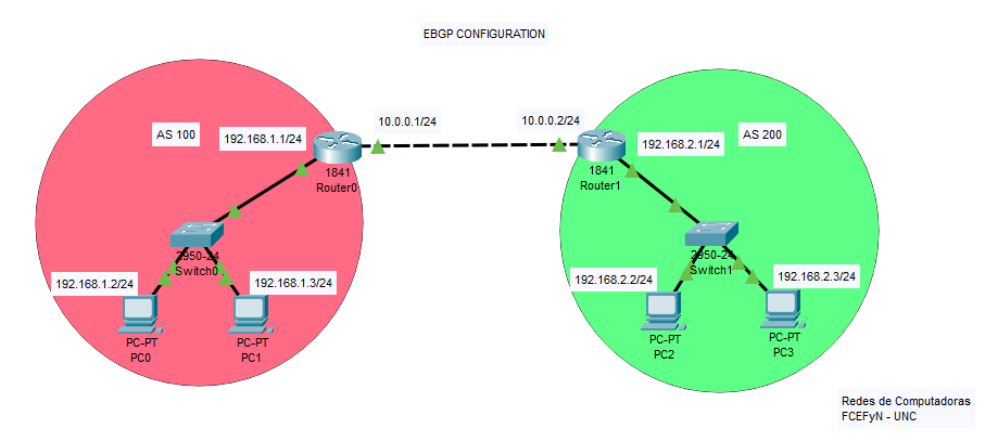 EBGP CONFIGURATION
AS 100
192.168.1.1/24
10.0.0.1/24
10.0.0.2/24
192.168.2.1/24
AS 200
1841
Router0
1841
Router1
2950-24
Switch0
2950-24
Switch1
192.168.1.2/24
192.168.1.3/24
192.168.2.2/24
192.168.2.3/24
PC-PT
PC0
PC-PT
PC1
PC-PT
PC2
PC-PT
PC3
Redes de Computadoras
FCEFyN - UNC